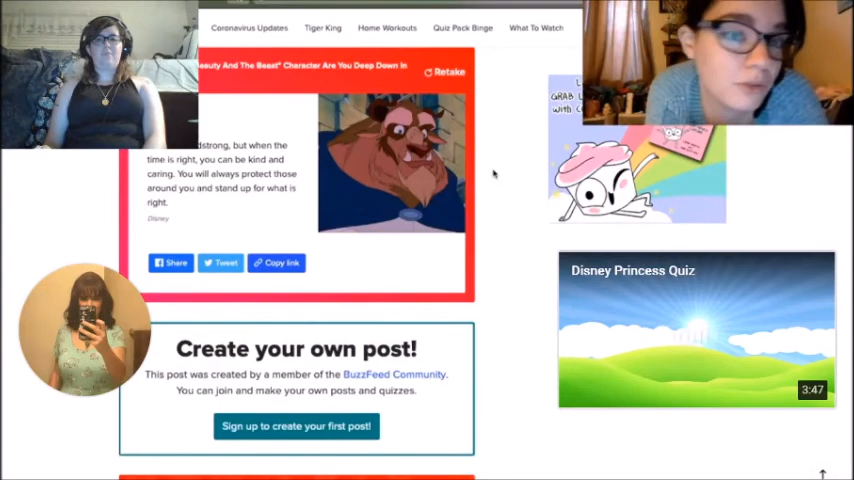 Coronavirus Updates Tiger King Home Workouts Quiz Pack Binge What To Watch
Beauty And The Beast" Character Are You Deep Down In
Retake
but when the
time is right, you can be kind and
caring. You will always protect those
around you and stand up for what is
right.
Disney
Share Tweet Copy link
GRAB
Disney Princess Quiz
3:47
Create your own post!
This post was created by a member of the BuzzFeed Community.
You can join and make your own posts and quizzes.
Sign up to create your first post!